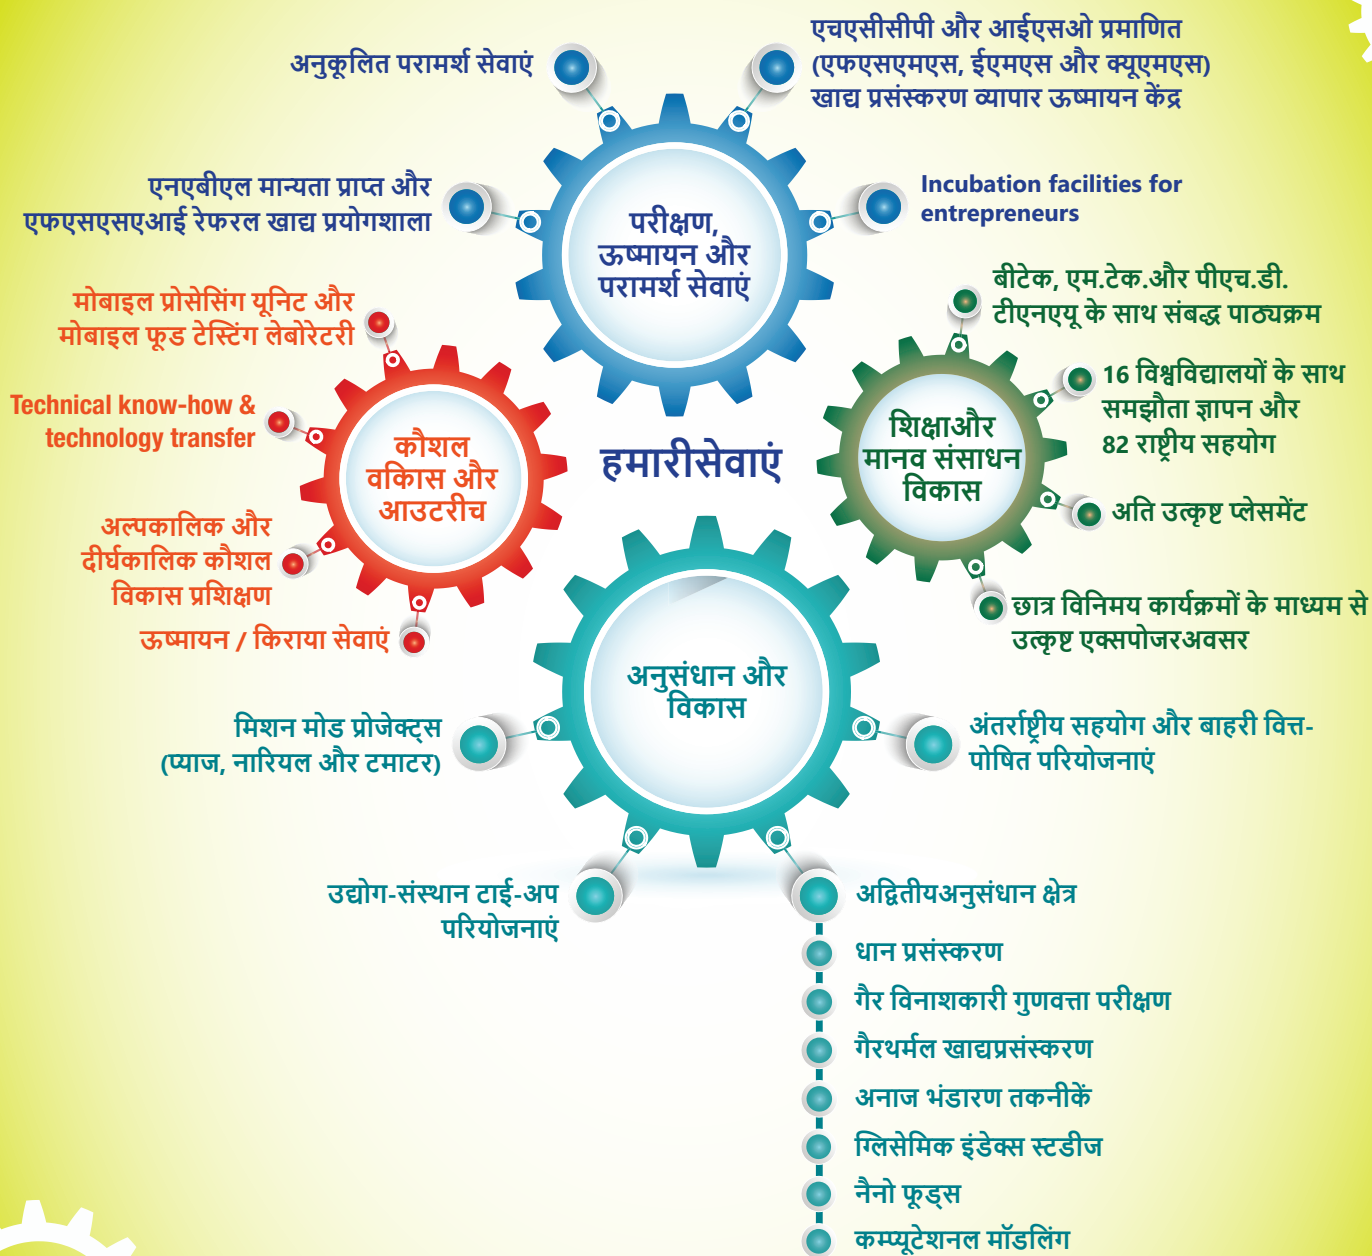 अनुकूलित परामर्श सेवाएं
एचएसीसीपी और आईएसओ प्रमाणित
(एफएसएमएस, ईएमएस और क्यूएमएस)
खाद्य प्रसंस्करण व्यापार ऊष्मायन केंद्र
एनएबीएल मान्यता प्राप्त और
एफएसएसएआई रेफरल खाद्य प्रयोगशाला
Incubation facilities for
entrepreneurs
परीक्षण,
ऊष्मायन और
परामर्श सेवाएं
मोबाइल प्रोसेसिंग यूनिट और
मोबाइल फूड टेस्टिंग लेबोरेटरी
Technical know-how &
technology transfer
कौशल
वकिास और
आउटरीच
अल्पकालिक और
दीर्घकालिक कौशल
विकास प्रशिक्षण
ऊष्मायन / किराया सेवाएं
हमारीसेवाएं
बीटेक, एम.टेक.और पीएच.डी.
टीएनएयू के साथ संबद्ध पाठ्यक्रम
16 विश्वविद्यालयों के साथ
समझौता ज्ञापन और
82 राष्ट्रीय सहयोग
शिक्षाऔर
मानव संसाधन
विकास
अति उत्कृष्ट प्लेसमेंट
छात्र विनिमय कार्यक्रमों के माध्यम से
उत्कृष्ट एक्सपोजरअवसर
अनुसंधान और
विकास
मिशन मोड प्रोजेक्ट्स
(प्याज, नारियल और टमाटर)
अंतर्राष्ट्रीय सहयोग और बाहरी वित्त-
पोषित परियोजनाएं
उद्योग-संस्थान टाई-अप
परियोजनाएं
अद्वितीयअनुसंधान क्षेत्र
धान प्रसंस्करण
गैर विनाशकारी गुणवत्ता परीक्षण
गैरथर्मल खाद्यप्रसंस्करण
अनाज भंडारण तकनीकें
ग्लिसेमिक इंडेक्स स्टडीज
नैनो फूड्स
कम्प्यूटेशनल मॉडलिंग